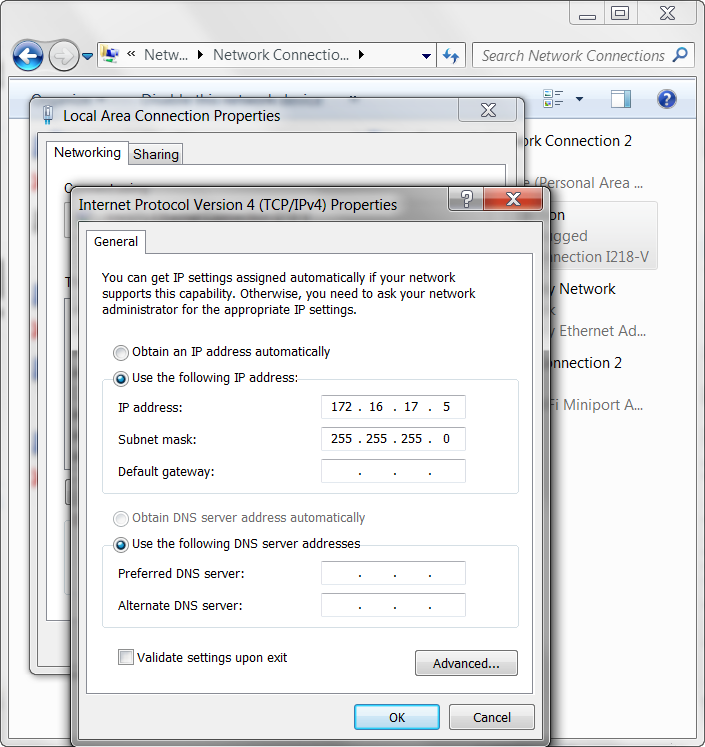 « Netw... Network Connectio... Search Network Connections
Local Area Connection Properties
Networking Sharing
rk Connection 2
e (Personal Area ...
on
gged
nnection I218-V
y Network
k
y Ethernet Ad...
nnection 2
Fi Miniport A...
Internet Protocol Version 4 (TCP/IPv4) Properties
General
You can get IP settings assigned automatically if your network
supports this capability. Otherwise, you need to ask your network
administrator for the appropriate IP settings.
Obtain an IP address automatically
Use the following IP address:
IP address: 172 . 16 . 17 . 5
Subnet mask: 255 . 255 . 255 . 0
Default gateway: . . .
Obtain DNS server address automatically
Use the following DNS server addresses
Preferred DNS server: . . .
Alternate DNS server: . . .
Validate settings upon exit
Advanced...
OK Cancel